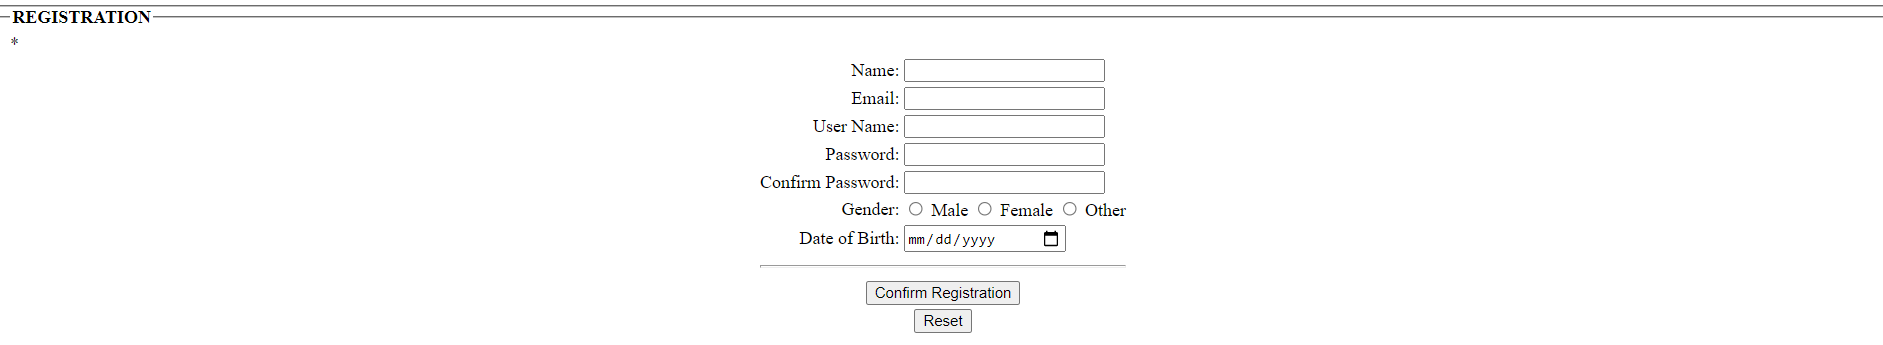 REGISTRATION
*
Name:
Email:
User Name:
Password:
Confirm Password:
Gender: Male Female Other
Date of Birth: mm/dd/yyyy
Confirm Registration
Reset